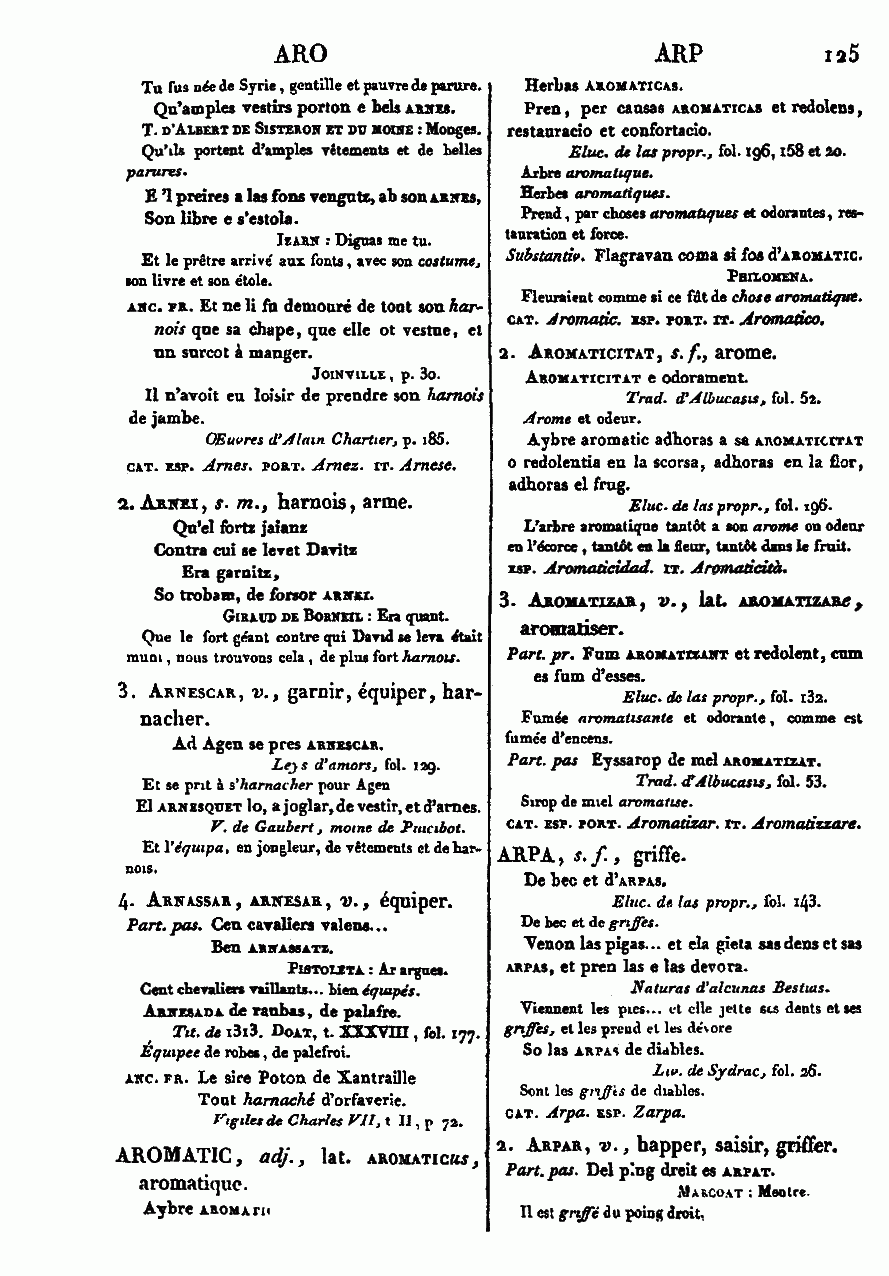 ARO
ARP 125
Tu fus née de Syrie, gentille et pauvre de parure.
Qu'amples vestirs porton e bels ARNES.
T. D'ALBERT DE SISTERON ET DU MOINE : Monges.
Qu'ils portent d'amples vêtements et de belles
parures.
E 'l preires a las fons vengutz, ab son ARNES,
Son libre e s'estola.
IZARN : Diguas me tu.
Et le prêtre arrivé aux fonts, avec son costume,
son livre et son étole.
ANC. FR. Et ne li fu demouré de tout son har-
nois que sa chape, que elle ot vestue, et
un surcot à manger.
JOINVILLE, p. 30.
Il n'avoit eu loisir de prendre son harnois
de jambe.
OEuvres d'Alain Chartier, p. 185.
CAT. ESP. Arnes. PORT. Arnez. IT. Arnese.
2. ARNEI, s. m., harnois, arme.
Qu'el fortz jaianz
Contra cui se levet Davitz
Era garnitz,
So trobam, de forsor ARNEI.
GIRAUD DE BORNEIL : Era quant.
Que le fort géant contre qui David se leva était
muni, nous trouvons cela, de plus fort harnois.
3. ARNESCAR, v., garnir, équiper, har-
nacher.
Ad Agen se pres ARNESCAR.
Leys d'amors, fol. 129.
Et se prit à s'harnacher pour Agen
El ARNESQUET lo, a joglar, de vestir, et d'arnes.
V. de Gaubert, moine de Puicibot.
Et l'équipa, en jongleur, de vêtements et de har-
nois.
4. ARNASSAR, ARNESAR, v., équiper.
Part. pas. Cen cavaliers valens...
Ben ARNASSATZ.
PISTOLETA : Ar argues.
Cent chevaliers vaillants... bien équipés.
ARNESADA de raubas, de palafre.
Tit. de 1313. DOAT, t. XXXVIII, fol. 177.
Équipee de robes, de palefroi.
ANC. FR. Le sire Poton de Xantraille
Tout harnaché d'orfaverie.
Vigiles de Charles VII, t II, p 72.
AROMATIC, adj., lat. AROMATICUS,
aromatique.
Aybre AROMATIC
Herbas AROMATICAS.
Pren, per causas AROMATICAS et redolens,
restauracio et confortacio.
Eluc. de las propr., fol. 196, 158 et 20.
Arbre aromatique.
Herbes aromatiques.
Prend, par choses aromatiques et odorantes, res-
tauration et force.
Substantiv. Flagravan coma si fos d'AROMATIC.
PHILOMENA.
Fleuraient comme si ce fût de chose aromatique.
CAT. Aromatic. ESP. PORT. IT. Aromatico.
2. AROMATICITAT, s. f., arome.
AROMATICITAT e odorament.
Trad. d'Albucasis, fol. 52.
Arome et odeur.
Aybre aromatic adhoras a sa AROMATICITAT
o redolentia en la scorsa, adhoras en la flor,
adhoras el frug.
Eluc. de las propr., fol. 196.
L'arbre aromatique tantôt a son arome ou odeur
en l'écorce, tantôt en la fleur, tantôt dans le fruit.
ESP. Aromaticidad. IT. Aromaticità.
3. AROMATIZAR, v., lat. AROMATIZARE,
aromatiser.
Part. pr. Fum AROMATIZANT et redolent, cum
es fum d'esses.
Eluc. de las propr., fol. 132.
Fumée aromatisante et odorante, comme est
fumée d'encens.
Part. pas Eyssarop de mel AROMATIZAT.
Trad. d'Albucasis, fol. 53.
Sirop de miel aromatise.
CAT. ESP. PORT. Aromatizar. IT. Aromatizzare.
ARPA, s. f., griffe.
De bec et d'ARPAS.
Eluc. de las propr., fol. 143.
De bec et de griffes.
Venon las pigas... et ela gieta sas dens et sas
ARPAS, et pren las e las devora.
Naturas d'alcunas Bestias.
Viennent les pies... et elle jette ses dents et ses
griffes, et les prend et les dévore
So las ARPAS de diables.
Liv. de Sydrac, fol. 26.
Sont les griffes de diables.
CAT. Arpa. ESP. Zarpa.
2. ARPAR, v., happer, saisir, griffer.
Part. pas. Del ping dreit es ARPAT.
MARCOAT : Mentre.
Il est griffé du poing droit,